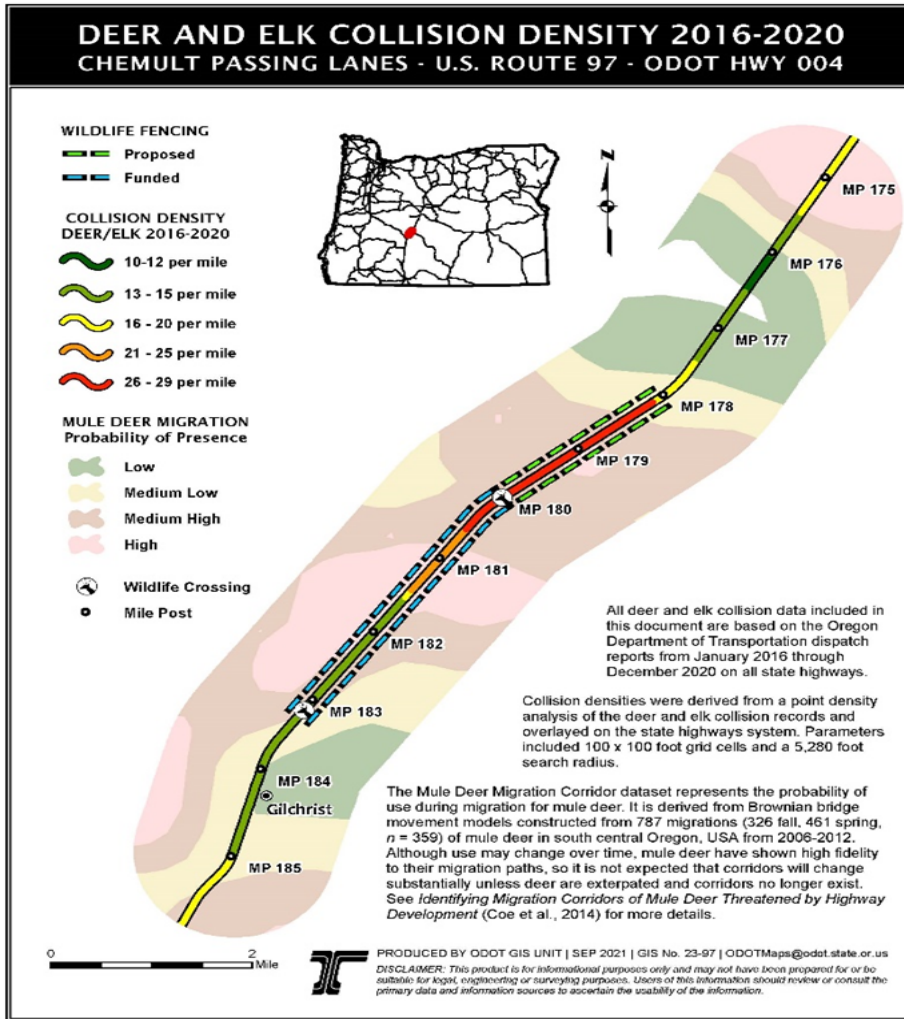 DEER AND ELK COLLISION DENSITY 2016-2020
CHEMULT PASSING LANES - U.S. ROUTE 97 - ODOT HWY 004
WILDLIFE FENCING
Proposed
Funded
COLLISION DENSITY
DEER/ELK 2016-2020
10-12 per mile
13 - 15 per mile
16 - 20 per mile
21 - 25 per mile
26 - 29 per mile
MULE DEER MIGRATION
Probability of Presence
Low
Medium Low
Medium High
High
Wildlife Crossing
Mile Post
N
MP 175
MP 176
MP 177
MP 178
MP 179
MP 180
MP 181
MP 182
MP 183
MP 184
Gilchrist
MP 185
All deer and elk collision data included in
this document are based on the Oregon
Department of Transportation dispatch
reports from January 2016 through
December 2020 on all state highways.
Collision densities were derived from a point density
analysis of the deer and elk collision records and
overlayed on the state highways system. Parameters
included 100 x 100 foot grid cells and a 5,280 foot
search radius.
The Mule Deer Migration Corridor dataset represents the probability of
use during migration for mule deer. It is derived from Brownian bridge
movement models constructed from 787 migrations (326 fall, 461 spring,
n = 359) of mule deer in south central Oregon, USA from 2006-2012.
Although use may change over time, mule deer have shown high fidelity
to their migration paths, so it is not expected that corridors will change
substantially unless deer are exterpated and corridors no longer exist.
See Identifying Migration Corridors of Mule Deer Threatened by Highway
Development (Coe et al., 2014) for more details.
0 2
Mile
PRODUCED BY ODOT GIS UNIT | SEP 2021 | GIS No. 23-97 | ODOTMaps@odot.state.or.us
DISCLAIMER: This product is for informational purposes only and may not have been prepared for or be
suitable for legal, engineering or surveying purposes. Users of this information should review or consult the
primary data and information sources to ascertain the usability of the information.